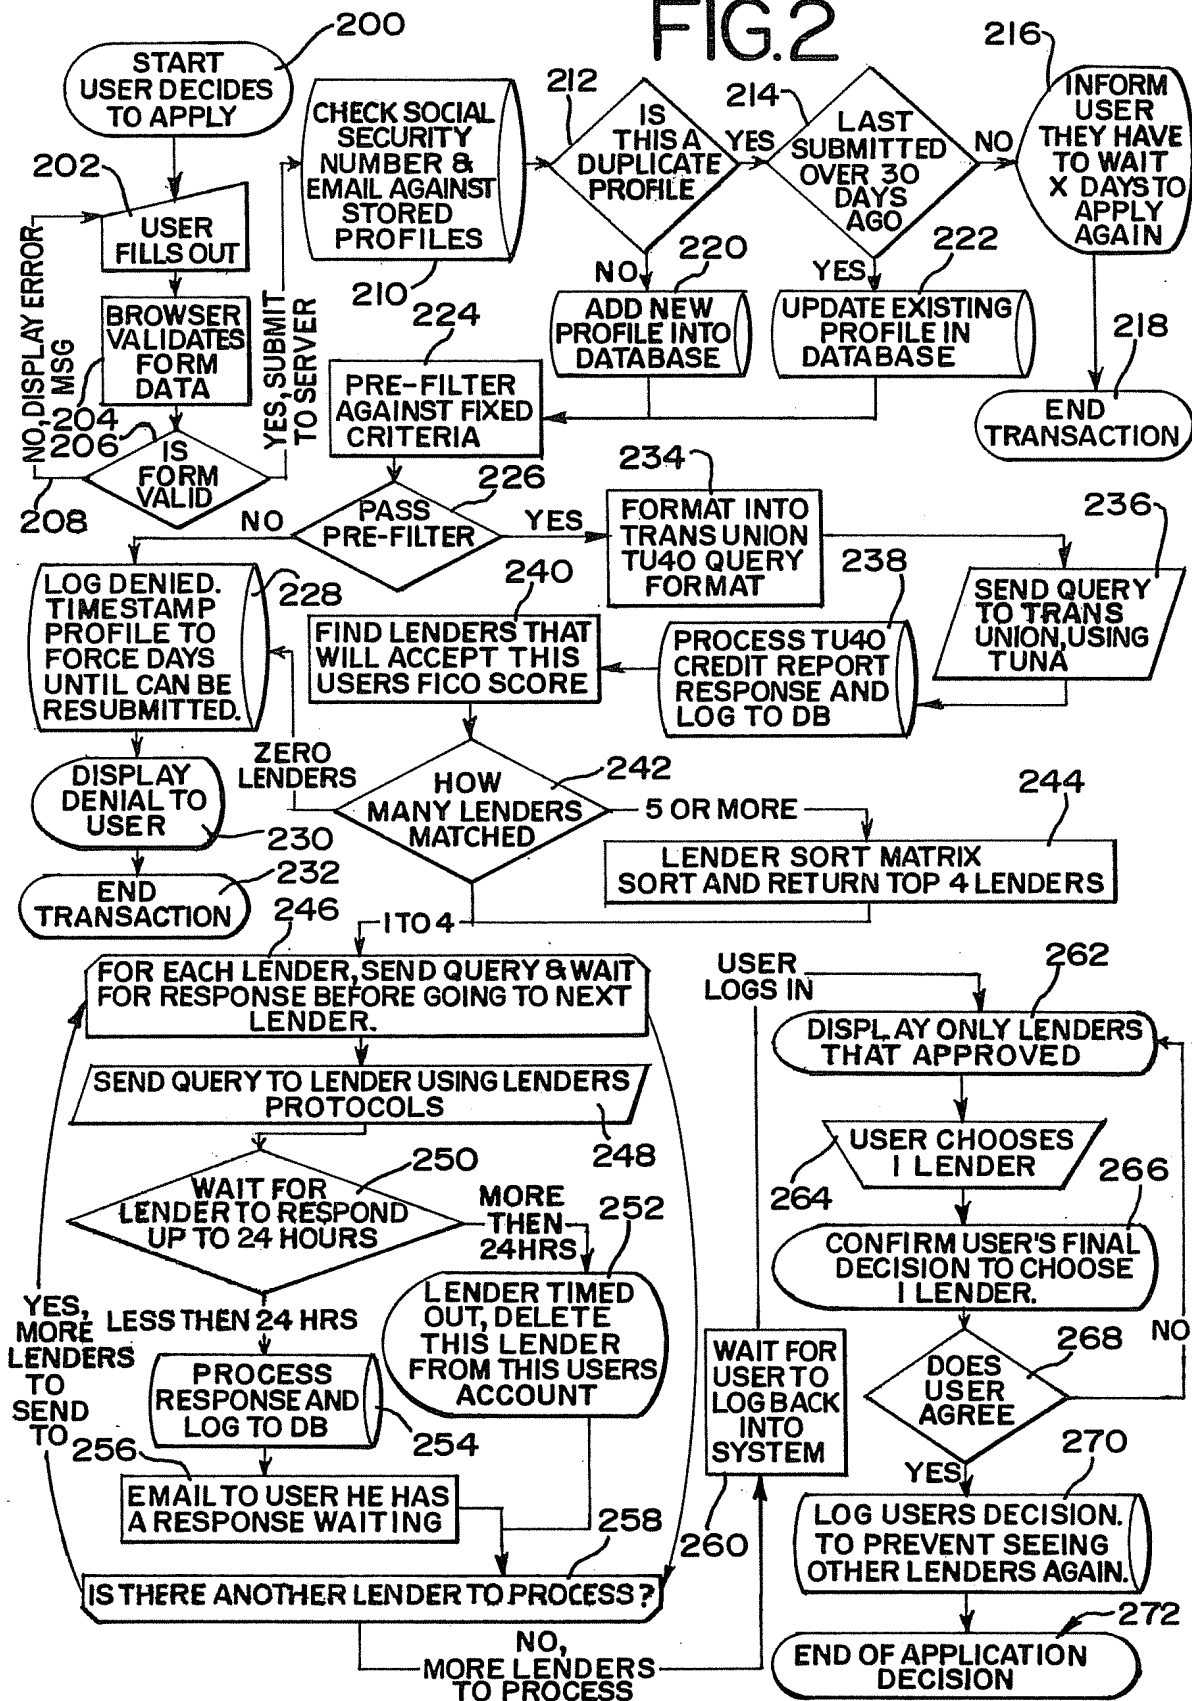 FIG.2
200
START
USER DECIDES
TO APPLY
202
USER
FILLS OUT
BROWSER
VALIDATES
FORM
DATA
204
206
IS
FORM
VALID
208
NO, DISPLAY ERROR
MSG
YES, SUBMIT
TO SERVER
CHECK SOCIAL
SECURITY
NUMBER &
EMAIL AGAINST
STORED
PROFILES
210
212
IS
THIS A
DUPLICATE
PROFILE
YES
214
LAST
SUBMITTED
OVER 30
DAYS
AGO
NO
216
INFORM
USER
THEY HAVE
TO WAIT
X DAYS TO
APPLY
AGAIN
218
END
TRANSACTION
NO
220
ADD NEW
PROFILE INTO
DATABASE
YES
222
UPDATE EXISTING
PROFILE IN
DATABASE
224
PRE-FILTER
AGAINST FIXED
CRITERIA
226
PASS
PRE-FILTER
NO
YES
228
LOG DENIED.
TIMESTAMP
PROFILE TO
FORCE DAYS
UNTIL CAN BE
RESUBMITTED.
DISPLAY
DENIAL TO
USER
230
232
END
TRANSACTION
234
FORMAT INTO
TRANS UNION
TU40 QUERY
FORMAT
236
SEND QUERY
TO TRANS
UNION, USING
TUNA
238
PROCESS TU40
CREDIT REPORT
RESPONSE AND
LOG TO DB
240
FIND LENDERS THAT
WILL ACCEPT THIS
USERS FICO SCORE
242
HOW
MANY LENDERS
MATCHED
ZERO
LENDERS
5 OR MORE
244
LENDER SORT MATRIX
SORT AND RETURN TOP 4 LENDERS
1 TO 4
246
FOR EACH LENDER, SEND QUERY & WAIT
FOR RESPONSE BEFORE GOING TO NEXT
LENDER.
SEND QUERY TO LENDER USING LENDERS
PROTOCOLS
248
250
WAIT FOR
LENDER TO RESPOND
UP TO 24 HOURS
MORE
THEN
24HRS
252
LENDER TIMED
OUT, DELETE
THIS LENDER
FROM THIS USERS
ACCOUNT
LESS THEN 24 HRS
PROCESS
RESPONSE AND
LOG TO DB
254
256
EMAIL TO USER HE HAS
A RESPONSE WAITING
258
IS THERE ANOTHER LENDER TO PROCESS?
YES,
MORE
LENDERS
TO
SEND
TO
NO,
MORE LENDERS
TO PROCESS
260
WAIT FOR
USER TO
LOG BACK
INTO
SYSTEM
USER
LOGS IN
262
DISPLAY ONLY LENDERS
THAT APPROVED
264
USER CHOOSES
1 LENDER
266
CONFIRM USER'S FINAL
DECISION TO CHOOSE
1 LENDER.
268
DOES
USER
AGREE
NO
YES
270
LOG USERS DECISION.
TO PREVENT SEEING
OTHER LENDERS AGAIN.
272
END OF APPLICATION
DECISION